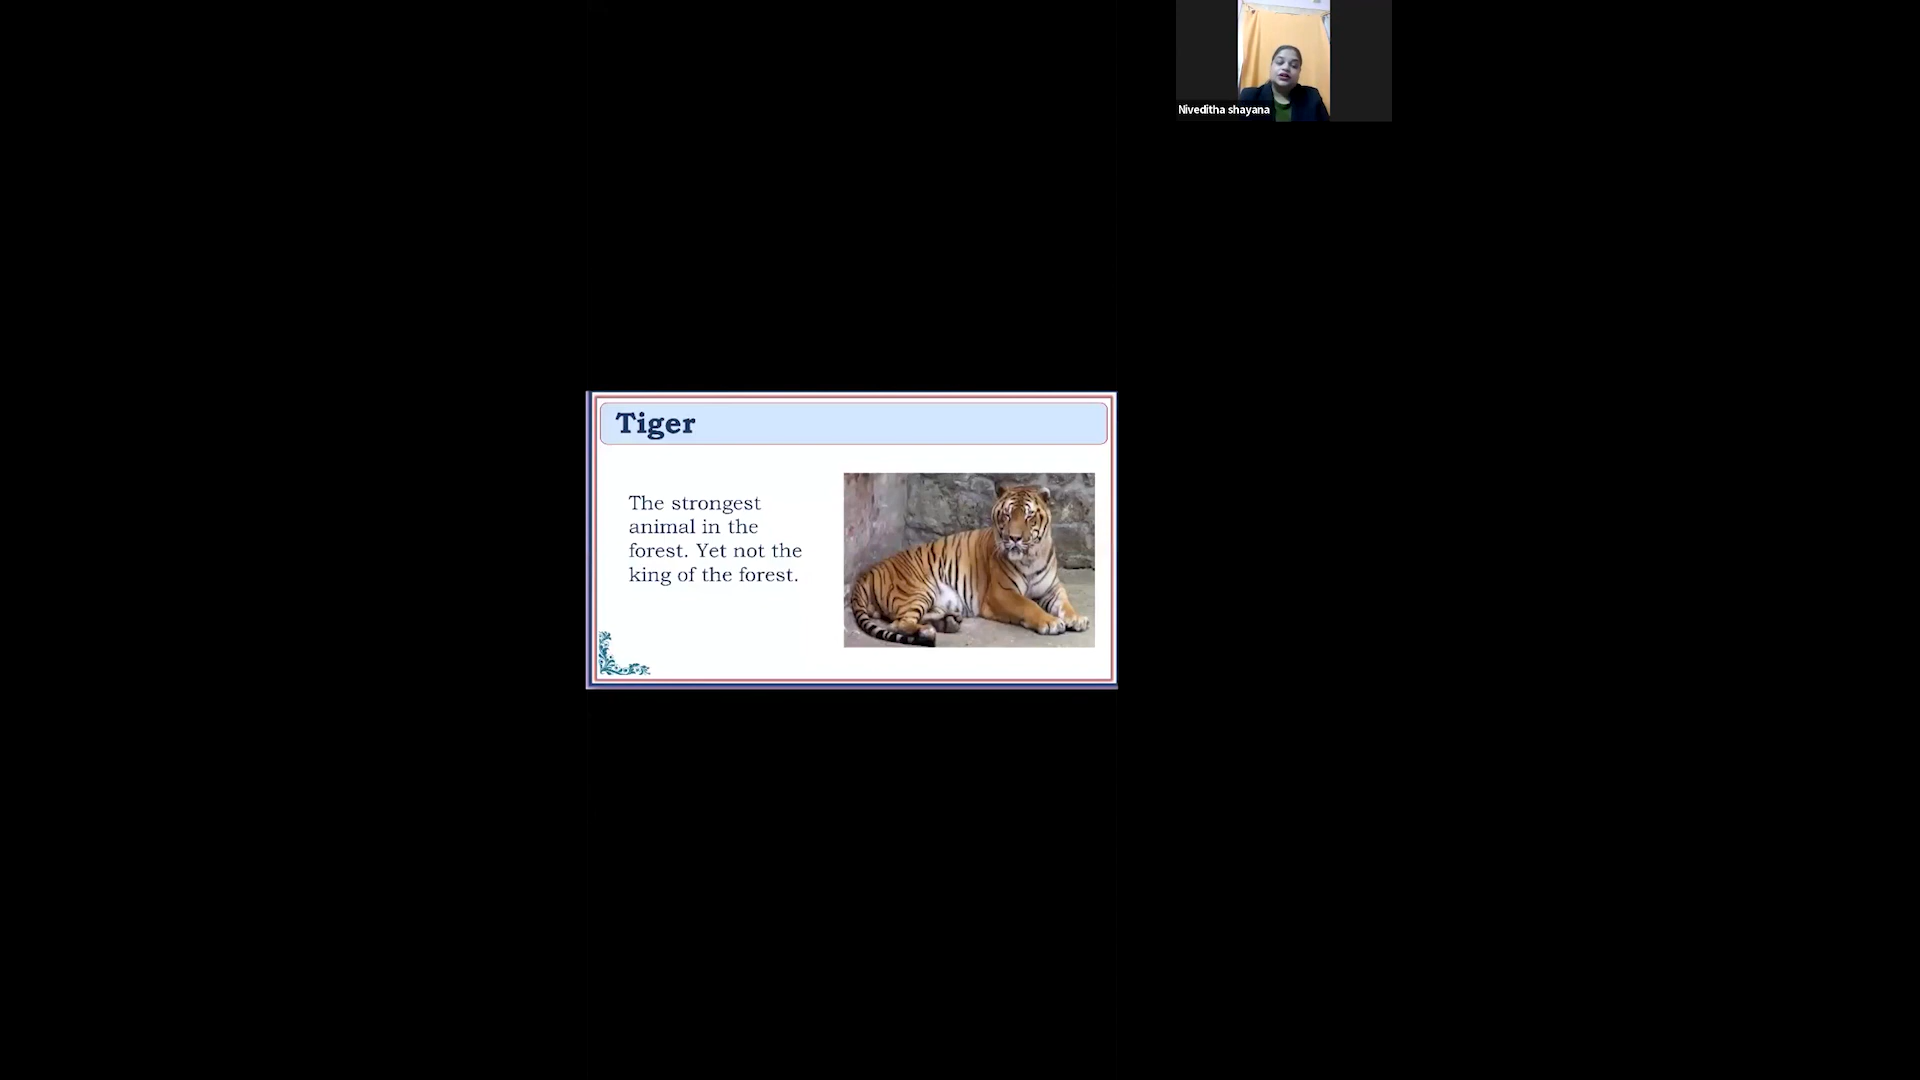 Niveditha shayana
Tiger
The strongest
animal in the
forest. Yet not the
king of the forest.